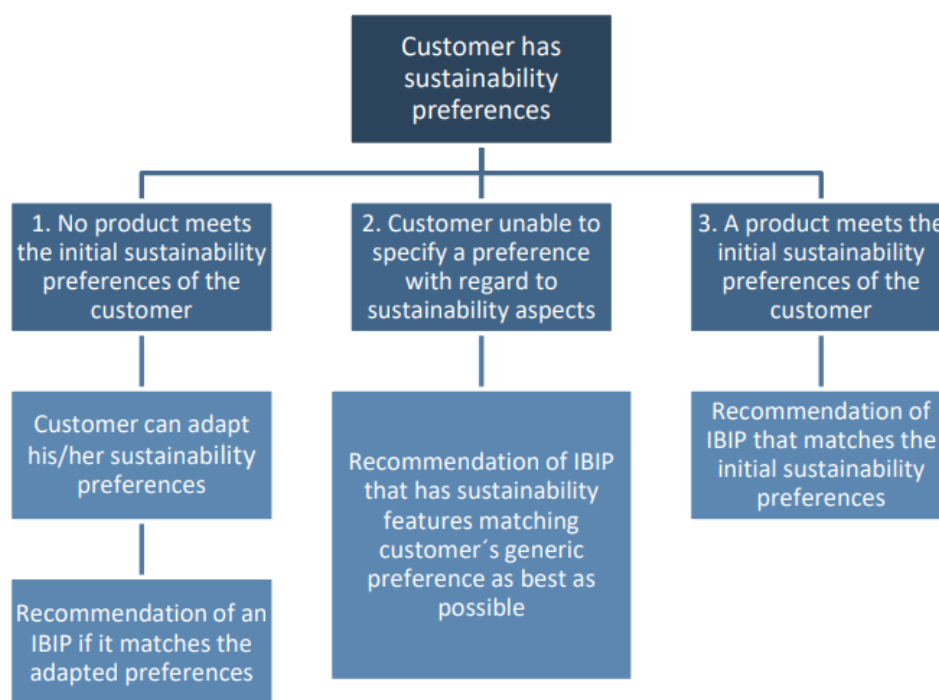 Customer has
sustainability
preferences
1. No product meets
the initial sustainability
preferences of the
customer
2. Customer unable to
specify a preference
with regard to
sustainability aspects
3. A product meets the
initial sustainability
preferences of the
customer
Customer can adapt
his/her sustainability
preferences
Recommendation of IBIP
that has sustainability
features matching
customer´s generic
preference as best as
possible
Recommendation of
IBIP that matches the
initial sustainability
preferences
Recommendation of an
IBIP if it matches the
adapted preferences